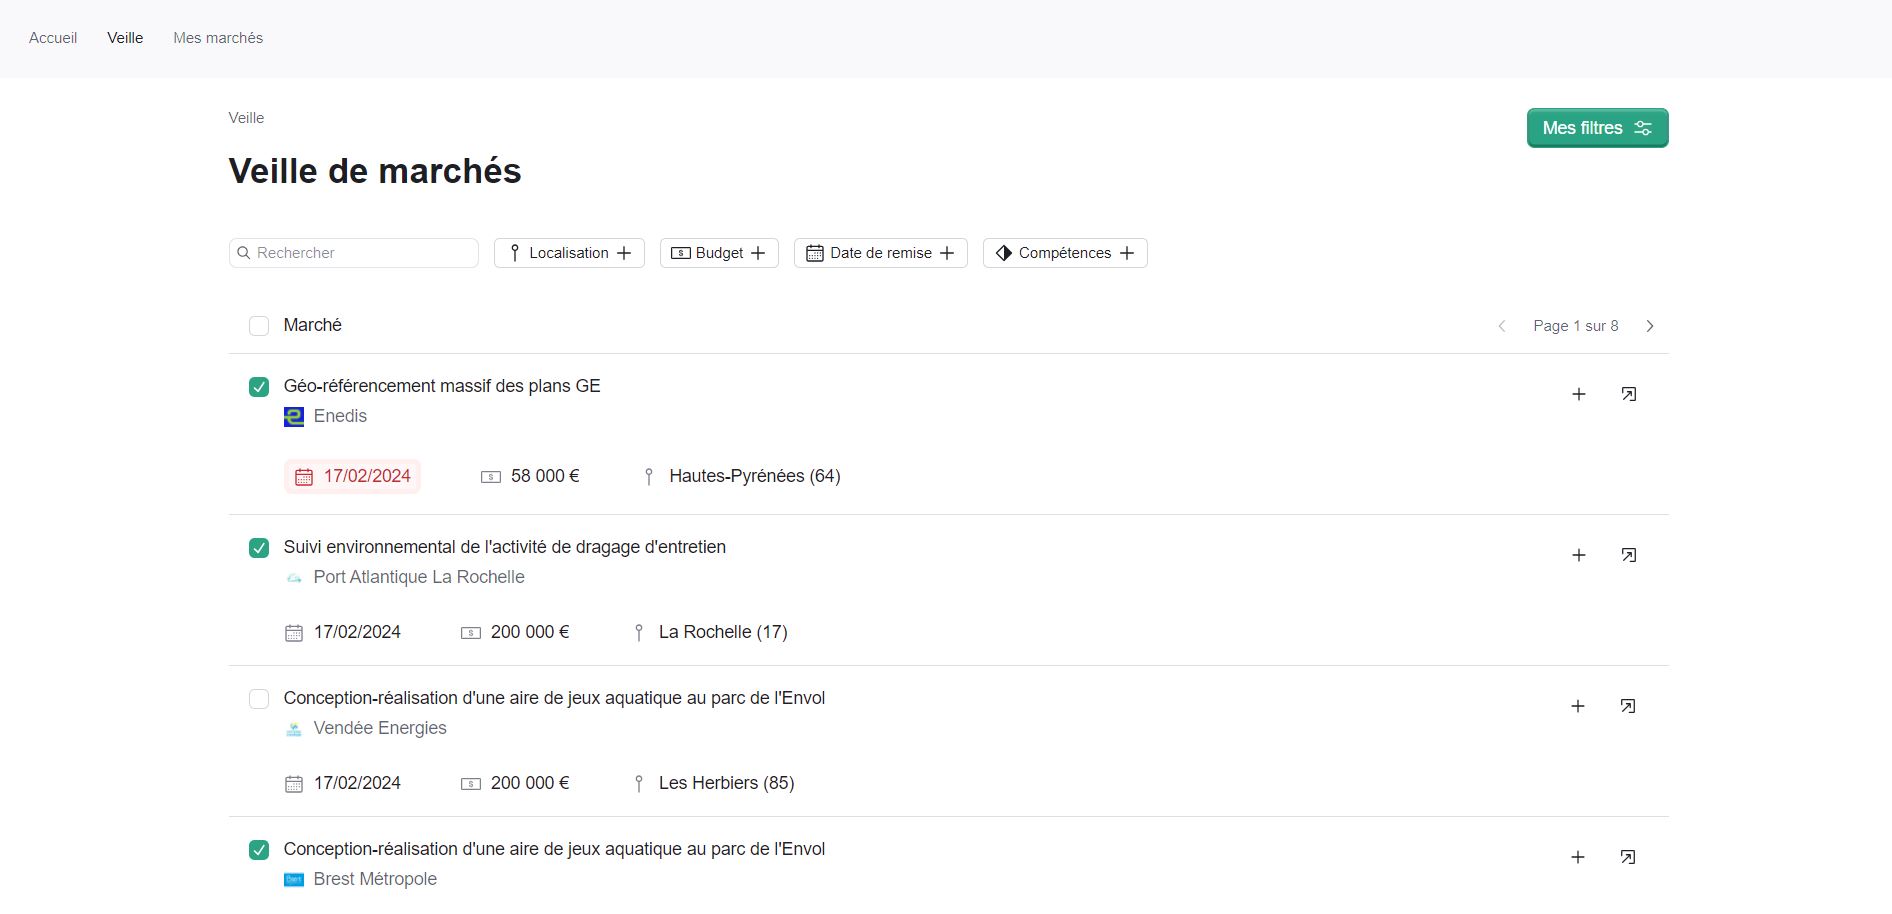 Accueil Veille Mes marchés
Veille
Mes filtres
Veille de marchés
Rechercher Localisation Budget Date de remise Compétences
Marché Page 1 sur 8
Géo-référencement massif des plans GE
Enedis
17/02/2024 58 000 € Hautes-Pyrénées (64)
Suivi environnemental de l'activité de dragage d'entretien
Port Atlantique La Rochelle
17/02/2024 200 000 € La Rochelle (17)
Conception-réalisation d'une aire de jeux aquatique au parc de l'Envol
Vendée Energies
17/02/2024 200 000 € Les Herbiers (85)
Conception-réalisation d'une aire de jeux aquatique au parc de l'Envol
Brest Métropole